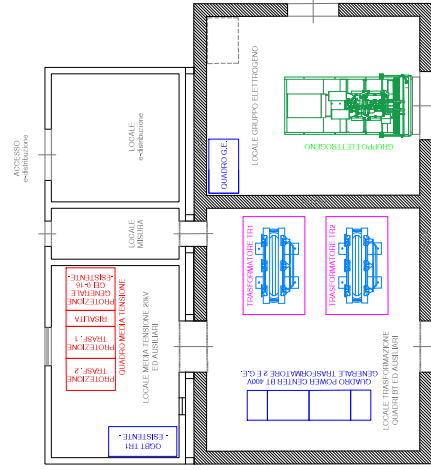 ACCESSO
e-distribuzione
LOCALE
e-distribuzione
LOCALE
MISURA
LOCALE GRUPPO ELETTROGENO
QUADRO G.E.
GRUPPO ELETTROGENO
PROTEZIONE
GENERALE
CEI 0-16
-ESISTENTE-
RISALITA
PROTEZIONE
TRASF. 1
PROTEZIONE
TRASF. 2
QUADRO MEDIA TENSIONE
LOCALE MEDIA TENSIONE 20kV
ED AUSILIARI
QGBT TR1
- ESISTENTE -
TRASFORMATORE TR1
TRASFORMATORE TR2
QUADRO POWER CENTER BT 400V
GENERALE TRASFORMATORE 2 E G.E.
LOCALE TRASFORMAZIONE
QUADRI BT ED AUSILIARI